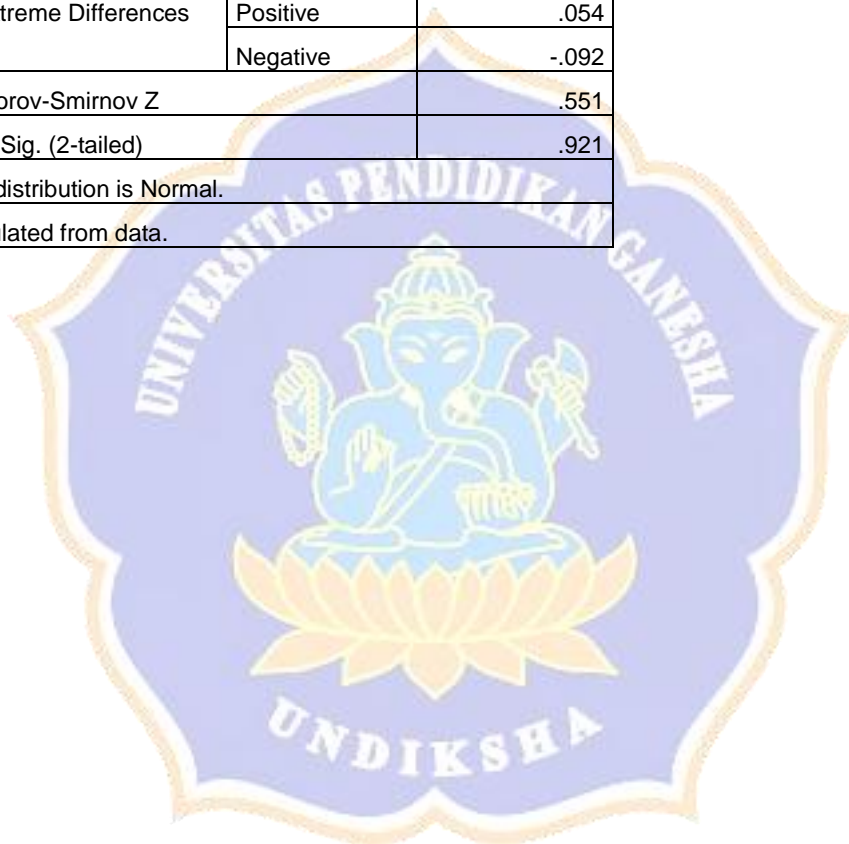 treme Differences Positive .054
Negative -.092
orov-Smirnov Z .551
Sig. (2-tailed) .921
distribution is Normal.
ulated from data.
UNIVERSITAS PENDIDIKAN GANESHA
UNDIKSHA